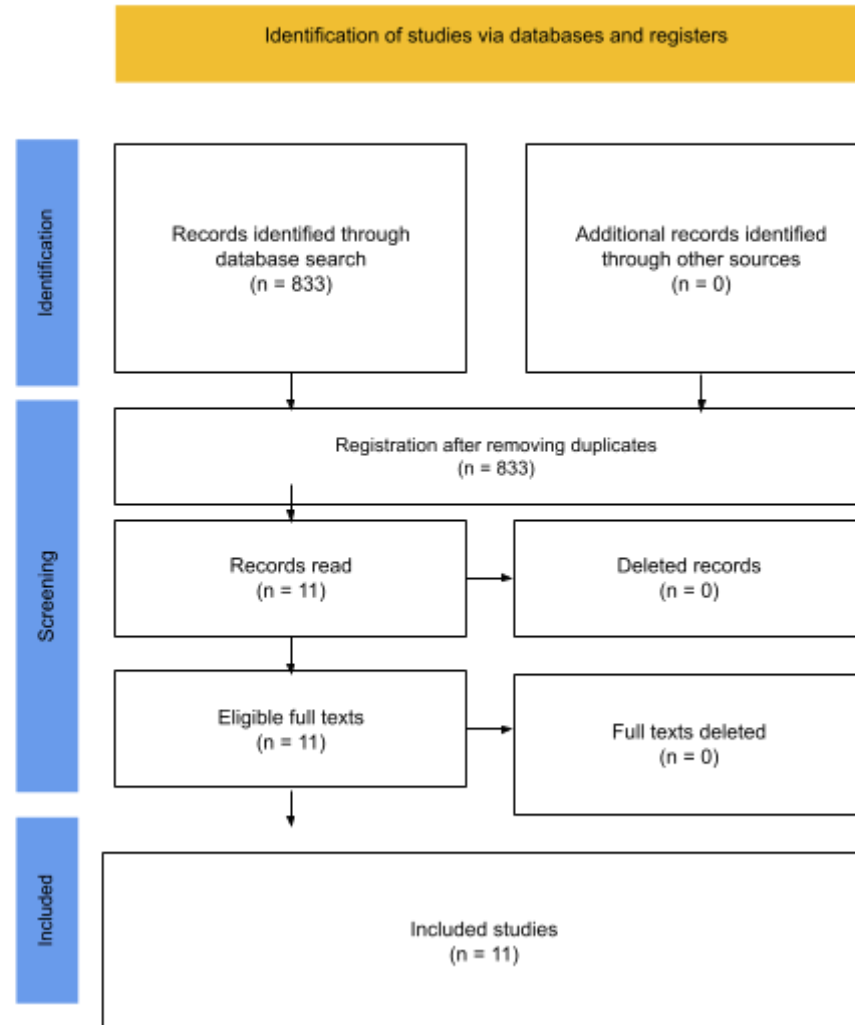 Identification of studies via databases and registers
Identification
Records identified through
database search
(n = 833)
Additional records identified
through other sources
(n = 0)
Screening
Registration after removing duplicates
(n = 833)
Records read
(n = 11)
Deleted records
(n = 0)
Eligible full texts
(n = 11)
Full texts deleted
(n = 0)
Included
Included studies
(n = 11)